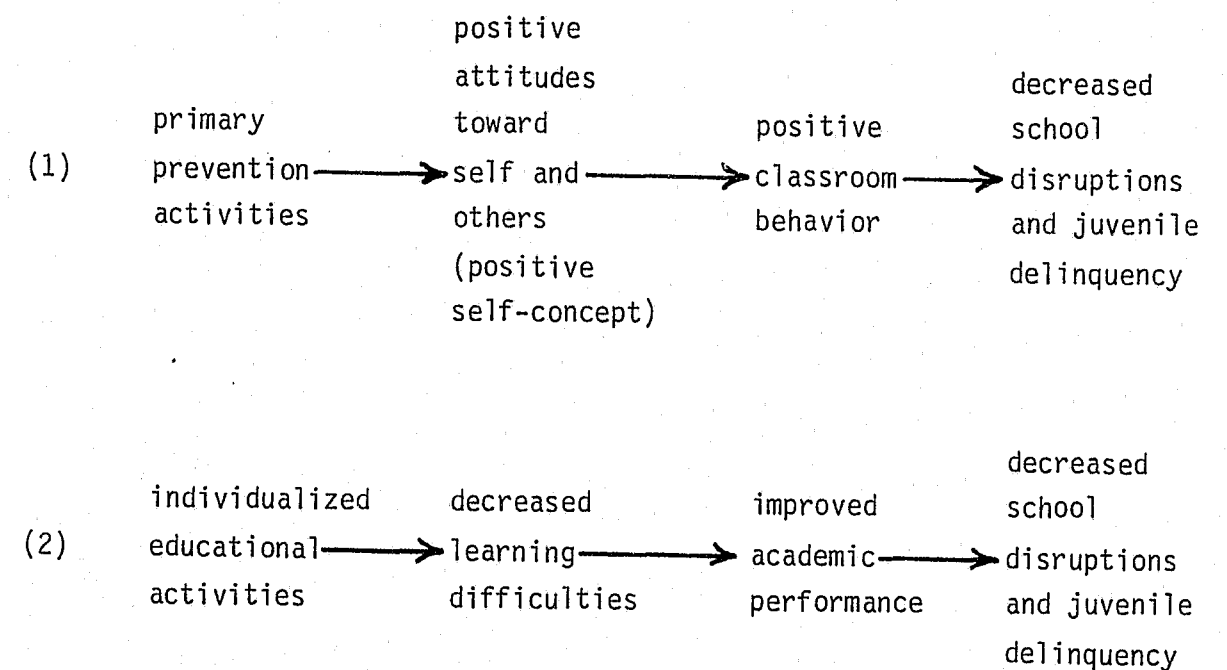 (1)
primary
prevention
activities
positive
attitudes
toward
self and
others
(positive
self-concept)
positive
classroom
behavior
decreased
school
disruptions
and juvenile
delinquency
(2)
individualized
educational
activities
decreased
learning
difficulties
improved
academic
performance
decreased
school
disruptions
and juvenile
delinquency